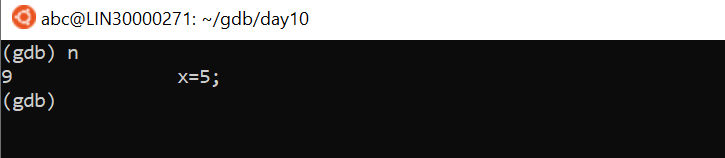 abc@LIN30000271: ~/gdb/day10
(gdb) n
9 x=5;
(gdb)